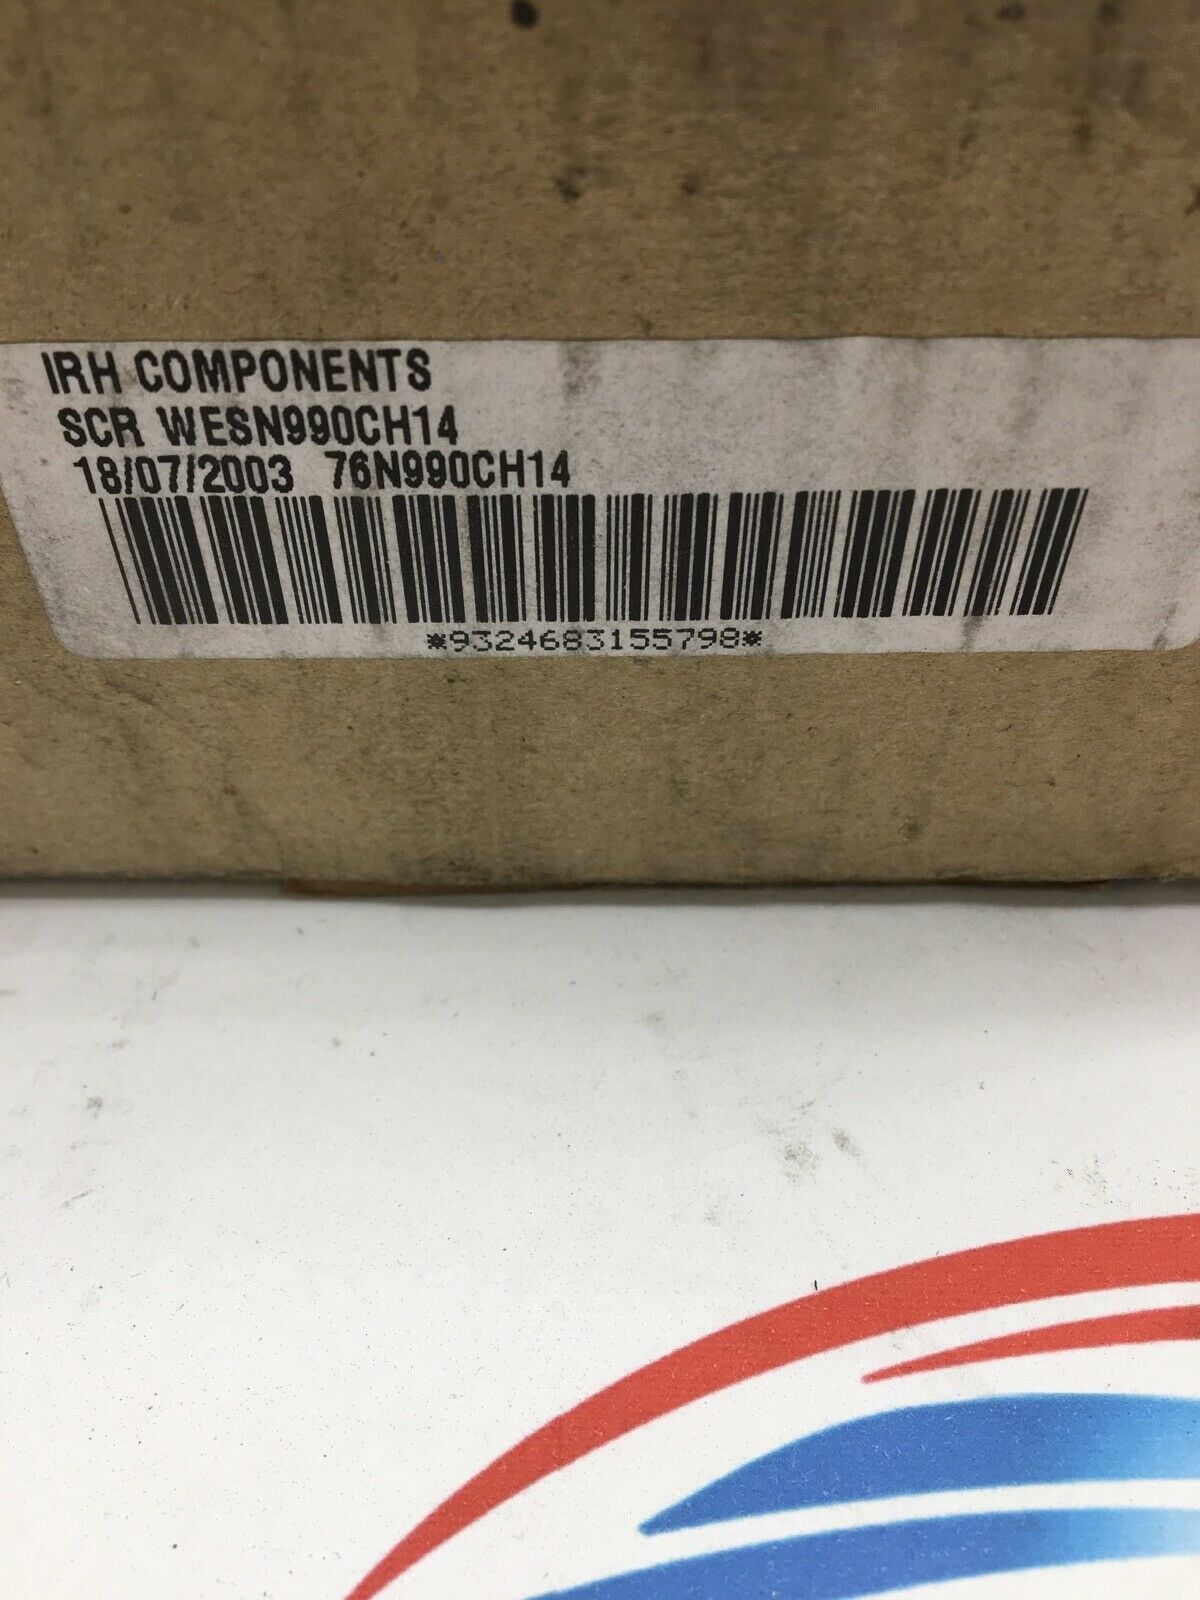 IRH COMPONENTS
SCR WESN990CH14
18/07/2003 76N990CH14
*9324683155798*